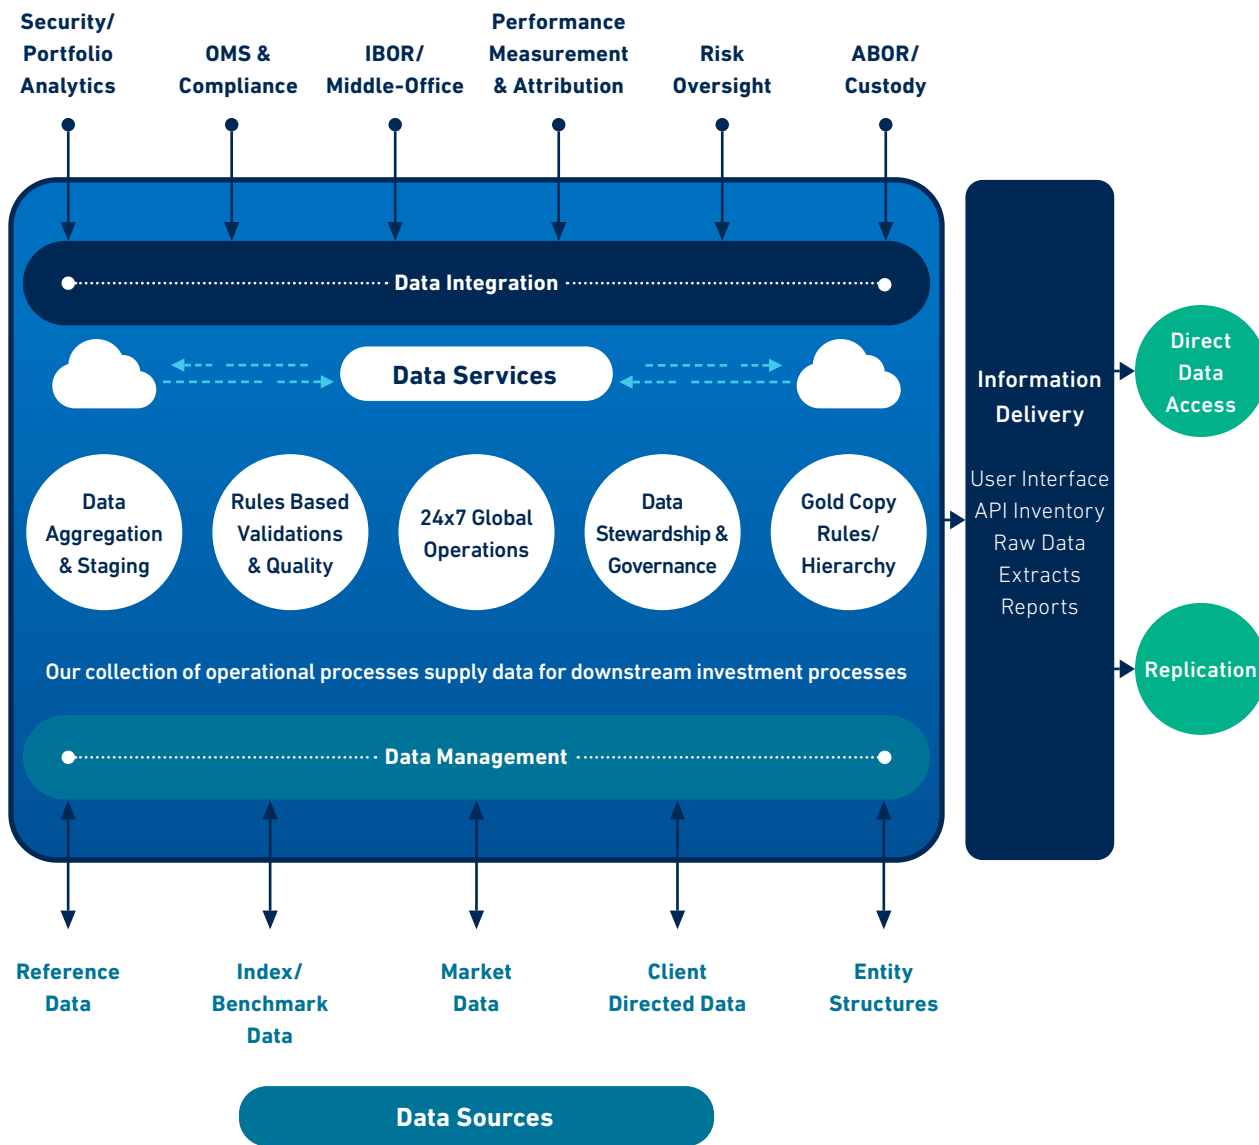 Security/
Portfolio
Analytics
OMS &
Compliance
IBOR/
Middle-Office
Performance
Measurement
& Attribution
Risk
Oversight
ABOR/
Custody
Data Integration
Data Services
Data
Aggregation
& Staging
Rules Based
Validations
& Quality
24x7 Global
Operations
Data
Stewardship &
Governance
Gold Copy
Rules/
Hierarchy
Our collection of operational processes supply data for downstream investment processes
Data Management
Information
Delivery
User Interface
API Inventory
Raw Data
Extracts
Reports
Direct
Data
Access
Replication
Reference
Data
Index/
Benchmark
Data
Market
Data
Client
Directed Data
Entity
Structures
Data Sources